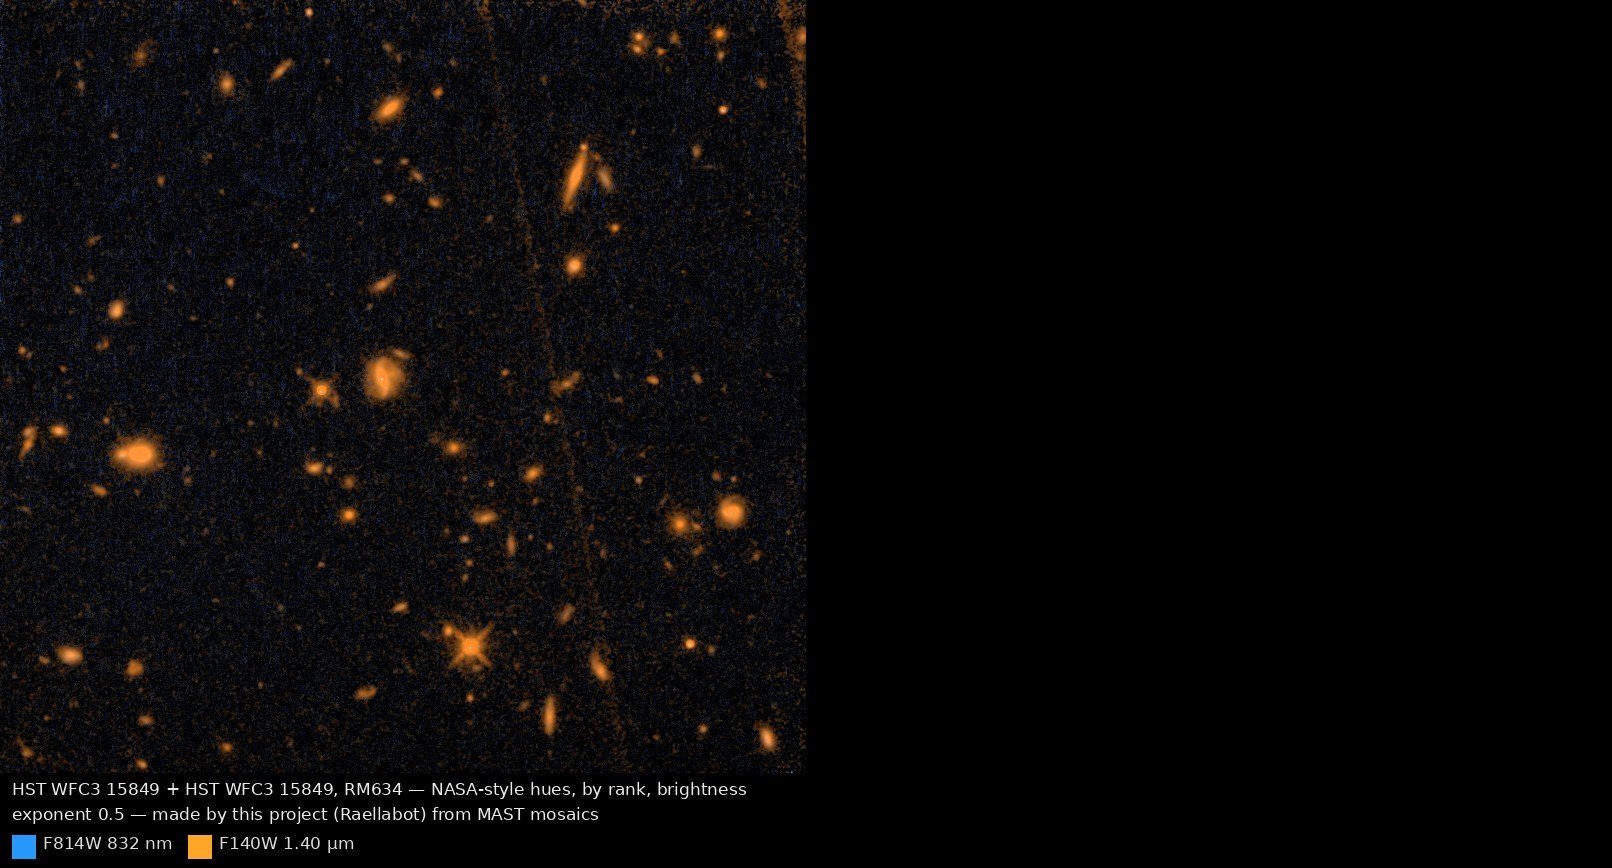 HST WFC3 15849 + HST WFC3 15849, RM634 — NASA-style hues, by rank, brightness
exponent 0.5 — made by this project (Raellabot) from MAST mosaics
F814W 832 nm F140W 1.40 µm